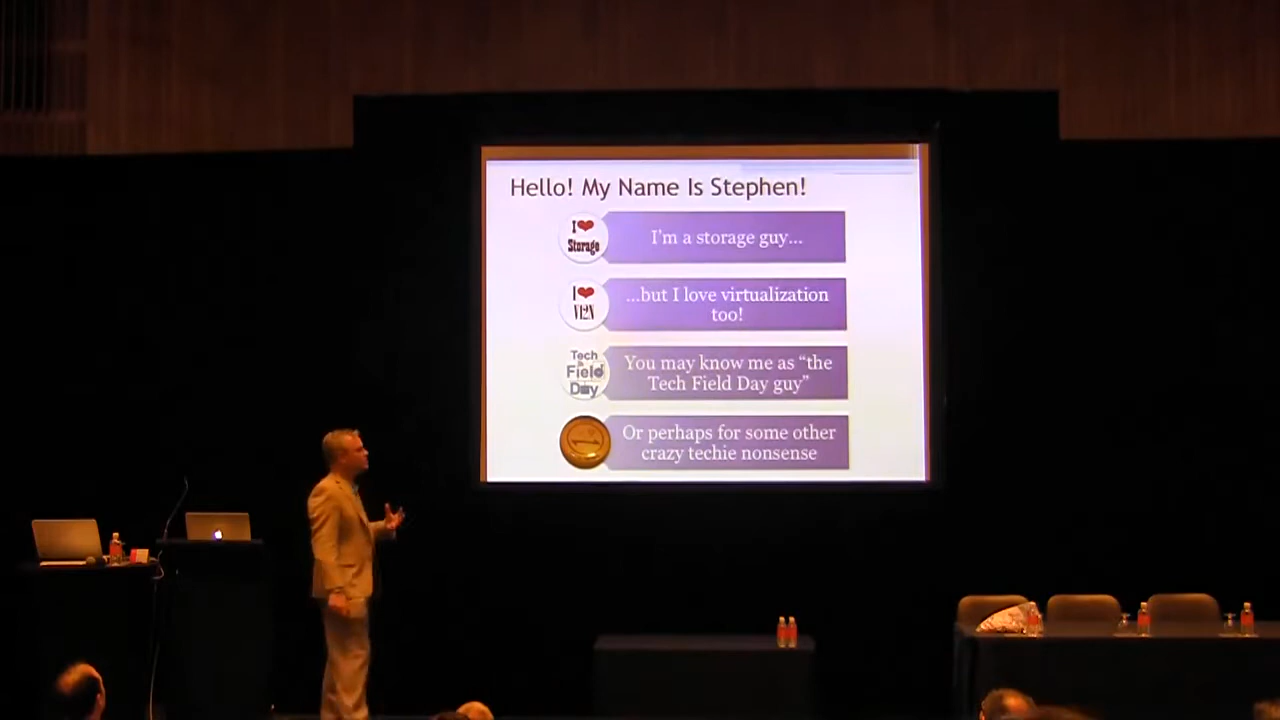 Hello! My Name Is Stephen!
I ❤
Storage
I'm a storage guy...
I ❤
...but I love virtualization
too!
Tech
Field
Day
You may know me as “the
Tech Field Day guy”
Or perhaps for some other
crazy techie nonsense